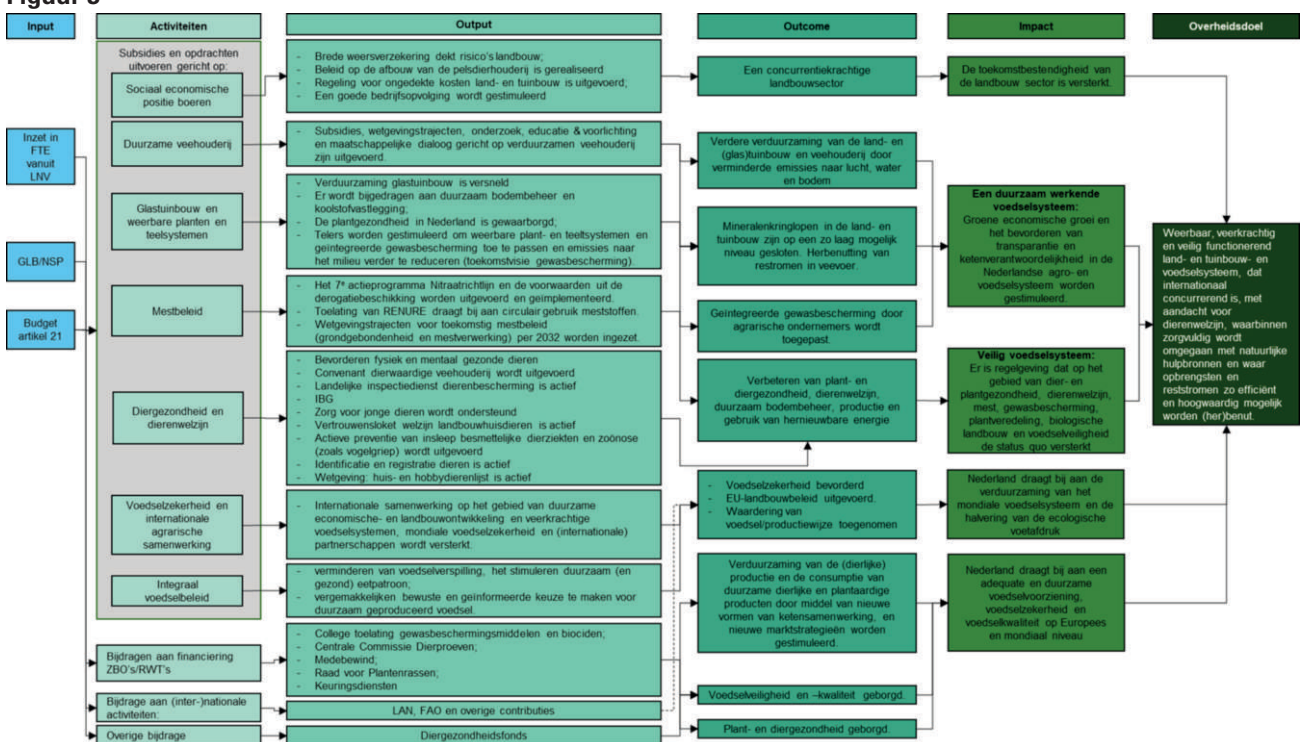 Input
Activiteiten
Output
Outcome
Impact
Overheidsdoel
Inzet in
FTE
vanuit
LNV
GLB/NSP
Budget
artikel 21
Subsidies en opdrachten
uitvoeren gericht op:
Sociaal economische
positie boeren
Duurzame veehouderij
Glastuinbouw en
weerbare planten en
teelsystemen
Mestbeleid
Diergezondheid en
dierenwelzijn
Voedselzekerheid en
internationale
agrarische
samenwerking
Integraal
voedselbeleid
Bijdragen aan financiering
ZBO's/RWT's
Bijdrage aan (inter-)nationale
activiteiten:
Overige bijdrage
- Brede weersverzekering dekt risico's landbouw;
- Beleid op de afbouw van de pelsdierhouderij is gerealiseerd
- Regeling voor ongedekte kosten land- en tuinbouw is uitgevoerd;
- Een goede bedrijfsopvolging wordt gestimuleerd
- Subsidies, wetgevingstrajecten, onderzoek, educatie & voorlichting
en maatschappelijke dialoog gericht op verduurzamen veehouderij
zijn uitgevoerd.
- Verduurzaming glastuinbouw is versneld
- Er wordt bijgedragen aan duurzaam bodembeheer en
koolstofvastlegging;
- De plantgezondheid in Nederland is gewaarborgd;
- Telers worden gestimuleerd om weerbare plant- en teeltsystemen en
geïntegreerde gewasbescherming toe te passen en emissies naar
het milieu verder te reduceren (toekomstvisie gewasbescherming).
- Het 7e actieprogramma Nitraatrichtlijn en de voorwaarden uit de
derogatiebeschikking worden uitgevoerd en geïmplementeerd.
- Toelating van RENURE draagt bij aan circulair gebruik meststoffen.
- Wetgevingstrajecten voor toekomstig mestbeleid
(grondgebondenheid en mestverwerking) per 2032 worden ingezet.
- Bevorderen fysiek en mentaal gezonde dieren
- Convenant dierwaardige veehouderij wordt uitgevoerd
- Landelijke inspectiedienst dierenbescherming is actief
- IBG
- Zorg voor jonge dieren wordt ondersteund
- Vertrouwensloket welzijn landbouwhuisdieren is actief
- Actieve preventie van insleep besmettelijke dierziekten en zoönose
(zoals vogelgriep) wordt uitgevoerd
- Identificatie en registratie dieren is actief
- Wetgeving: huis- en hobbydierenlijst is actief
- Internationale samenwerking op het gebied van duurzame
economische- en landbouwontwikkeling en veerkrachtige
voedselsystemen, mondiale voedselzekerheid en (internationale)
partnerschappen wordt versterkt.
- verminderen van voedselverspilling, het stimuleren duurzaam (en
gezond) eetpatroon;
- vergemakkelijken bewuste en geïnformeerde keuze te maken voor
duurzaam geproduceerd voedsel.
- College toelating gewasbeschermingsmiddelen en biociden;
- Centrale Commissie Dierproeven;
- Medebewind,
- Raad voor Plantenrassen;
- Keuringsdiensten
LAN, FAO en overige contributies
Diergezondheidsfonds
Een concurrentiekrachtige
landbouwsector
Verdere verduurzaming van de land- en
(glas)tuinbouw en veehouderij door
verminderde emissies naar lucht, water
en bodem
Mineralenkringlopen in de land- en
tuinbouw zijn op een zo laag mogelijk
niveau gesloten. Herbenutting van
restromen in veevoer.
Geïntegreerde gewasbescherming door
agrarische ondernemers wordt
toegepast.
Verbeteren van plant- en
diergezondheid, dierenwelzijn,
duurzaam bodembeheer, productie en
gebruik van hernieuwbare energie
- Voedselzekerheid bevorderd
- EU-landbouwbeleid uitgevoerd.
- Waardering van
voedsel/productiewijze toegenomen
Verduurzaming van de (dierlijke)
productie en de consumptie van
duurzame dierlijke en plantaardige
producten door middel van nieuwe
vormen van ketensamenwerking, en
nieuwe marktstrategieën worden
gestimuleerd.
Voedselveiligheid en –kwaliteit geborgd.
Plant- en diergezondheid geborgd.
De toekomstbestendigheid van
de landbouw sector is versterkt.
Een duurzaam werkende
voedselsysteem:
Groene economische groei en
het bevorderen van
transparantie en
ketenverantwoordelijkheid in de
Nederlandse agro- en
voedselsysteem worden
gestimuleerd.
Veilig voedselsysteem:
Er is regelgeving dat op het
gebied van dier- en
plantgezondheid, dierenwelzijn,
mest, gewasbescherming,
plantveredeling, biologische
landbouw en voedselveiligheid
de status quo versterkt
Nederland draagt bij aan de
verduurzaming van het
mondiale voedselsysteem en de
halvering van de ecologische
voetafdruk
Nederland draagt bij aan een
adequate en duurzame
voedselvoorziening,
voedselzekerheid en
voedselkwaliteit op Europees
en mondiaal niveau
Weerbaar, veerkrachtig
en veilig functionerend
land- en tuinbouw- en
voedselsysteem, dat
internationaal
concurrerend is, met
aandacht voor
dierenwelzijn, waarbinnen
zorgvuldig wordt
omgegaan met natuurlijke
hulpbronnen en waar
opbrengsten en
reststromen zo efficiënt
en hoogwaardig mogelijk
worden (her)benut.